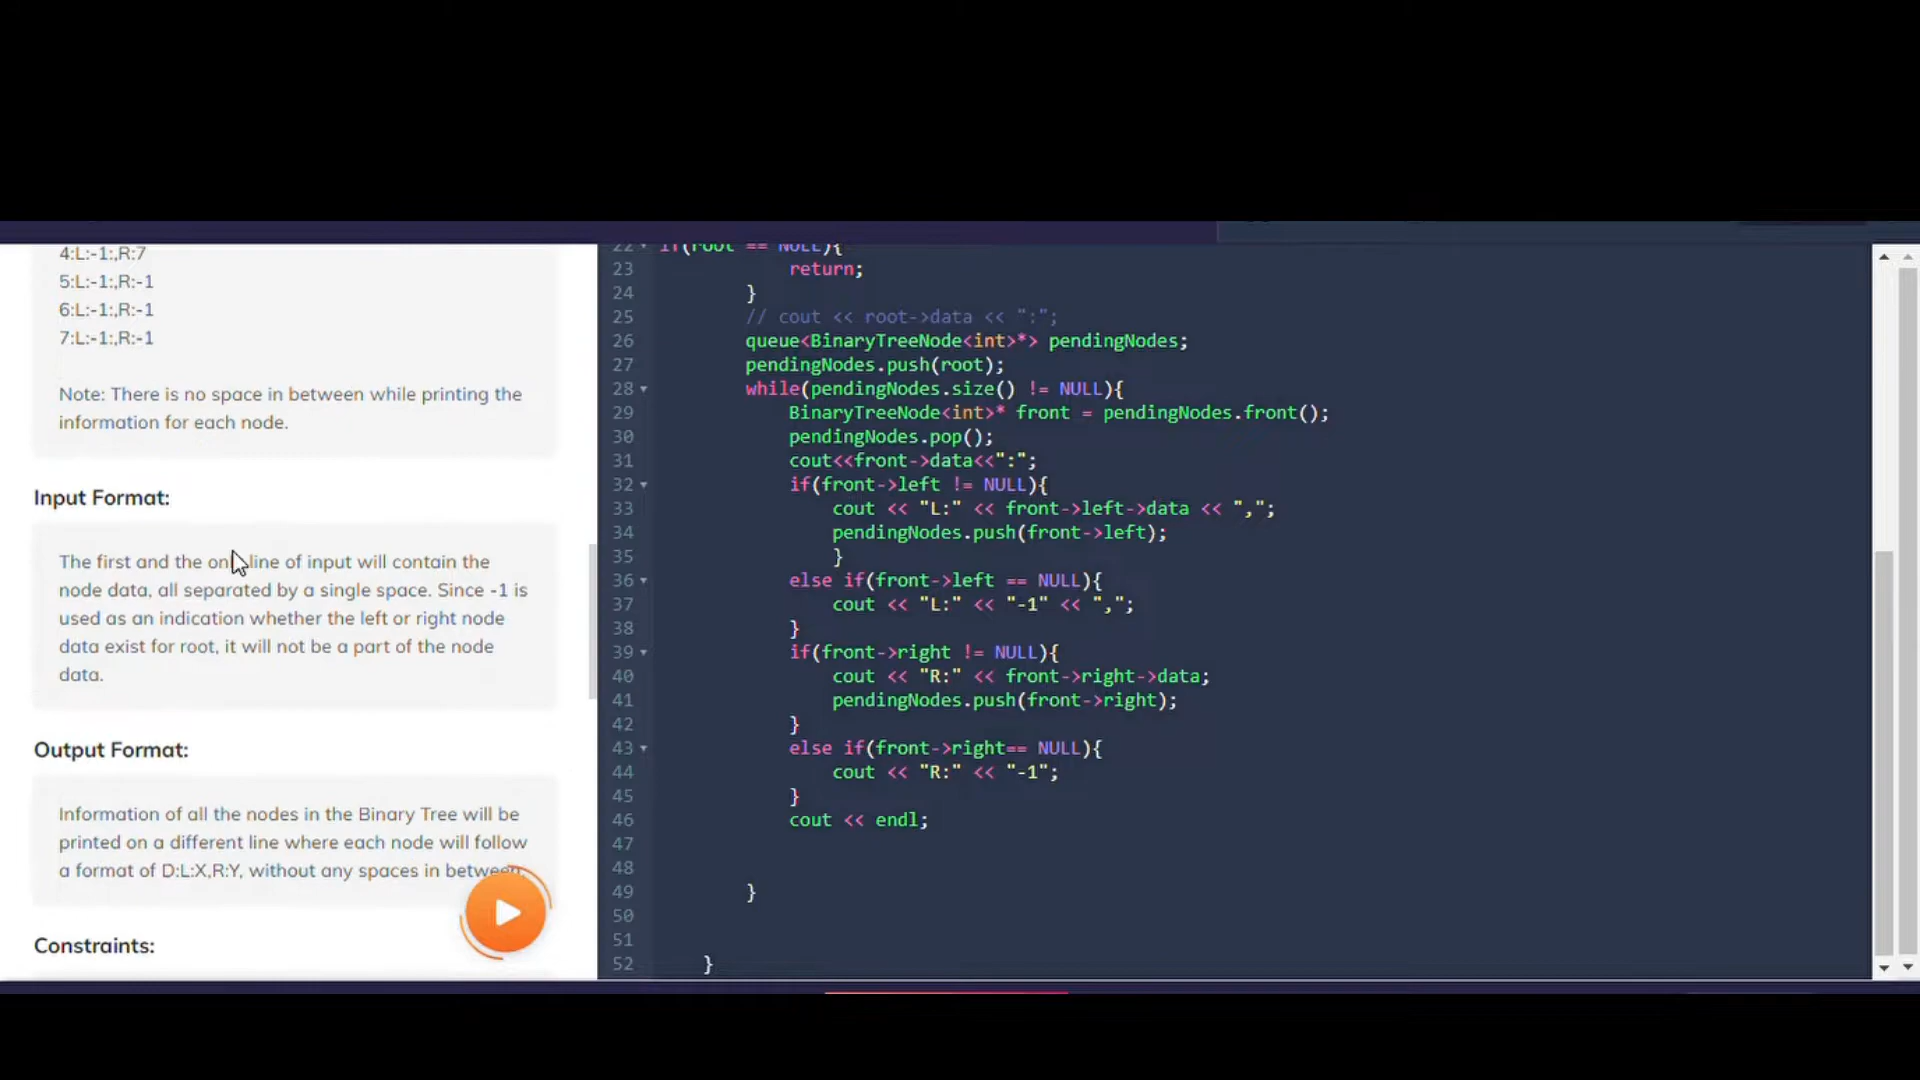 4:L:-1:,R:7
5:L:-1:,R:-1
6:L:-1:,R:-1
7:L:-1:,R:-1
Note: There is no space in between while printing the
information for each node.
Input Format:
The first and the only line of input will contain the
node data, all separated by a single space. Since -1 is
used as an indication whether the left or right node
data exist for root, it will not be a part of the node
data.
Output Format:
Information of all the nodes in the Binary Tree will be
printed on a different line where each node will follow
a format of D:L:X,R:Y, without any spaces in between.
Constraints:
22 if(root == NULL){
23 return;
24 }
25 // cout << root->data << ":";
26 queue<BinaryTreeNode<int>*> pendingNodes;
27 pendingNodes.push(root);
28 while(pendingNodes.size() != NULL){
29 BinaryTreeNode<int>* front = pendingNodes.front();
30 pendingNodes.pop();
31 cout<<front->data<<":";
32 if(front->left != NULL){
33 cout << "L:" << front->left->data << ",";
34 pendingNodes.push(front->left);
35 }
36 else if(front->left == NULL){
37 cout << "L:" << "-1" << ",";
38 }
39 if(front->right != NULL){
40 cout << "R:" << front->right->data;
41 pendingNodes.push(front->right);
42 }
43 else if(front->right== NULL){
44 cout << "R:" << "-1";
45 }
46 cout << endl;
47
48
49 }
50
51
52 }